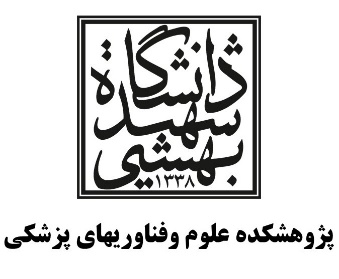 دانشگاه
شهید
بهشتی
۱۳۳۸
پژوهشکده علوم وفناوریهای پزشکی